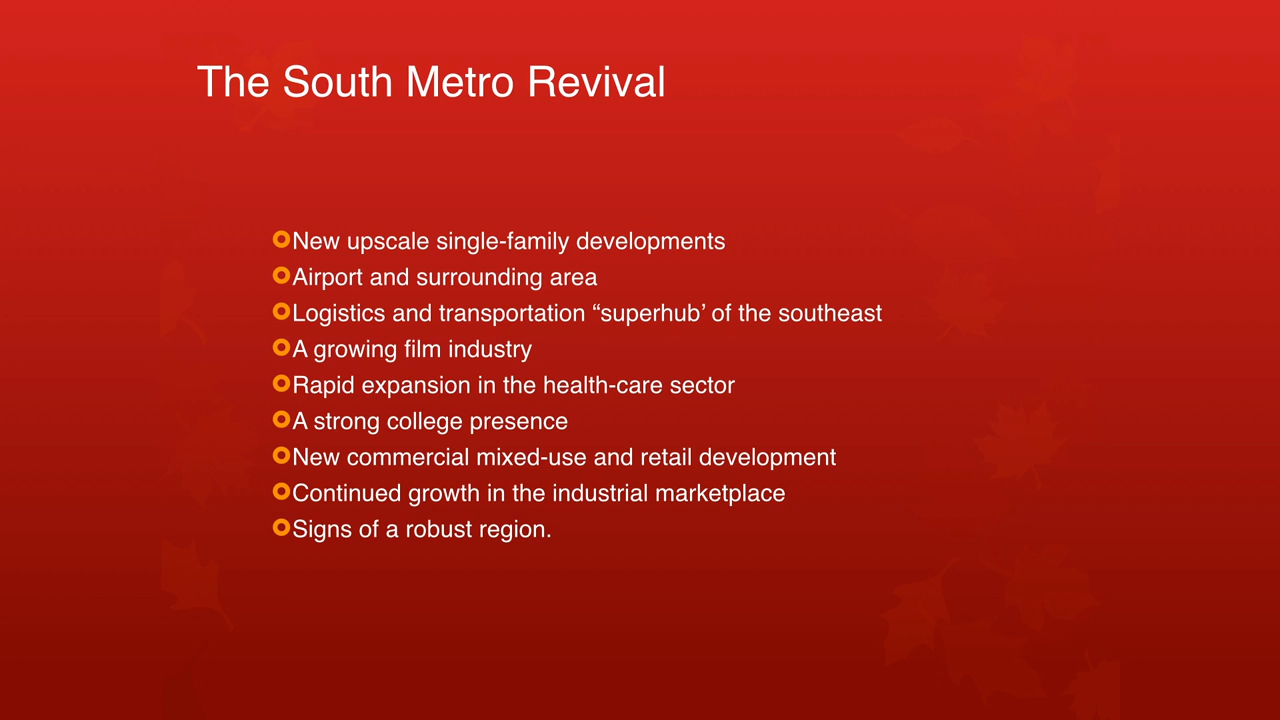 The South Metro Revival
New upscale single-family developments
Airport and surrounding area
Logistics and transportation “superhub’ of the southeast
A growing film industry
Rapid expansion in the health-care sector
A strong college presence
New commercial mixed-use and retail development
Continued growth in the industrial marketplace
Signs of a robust region.